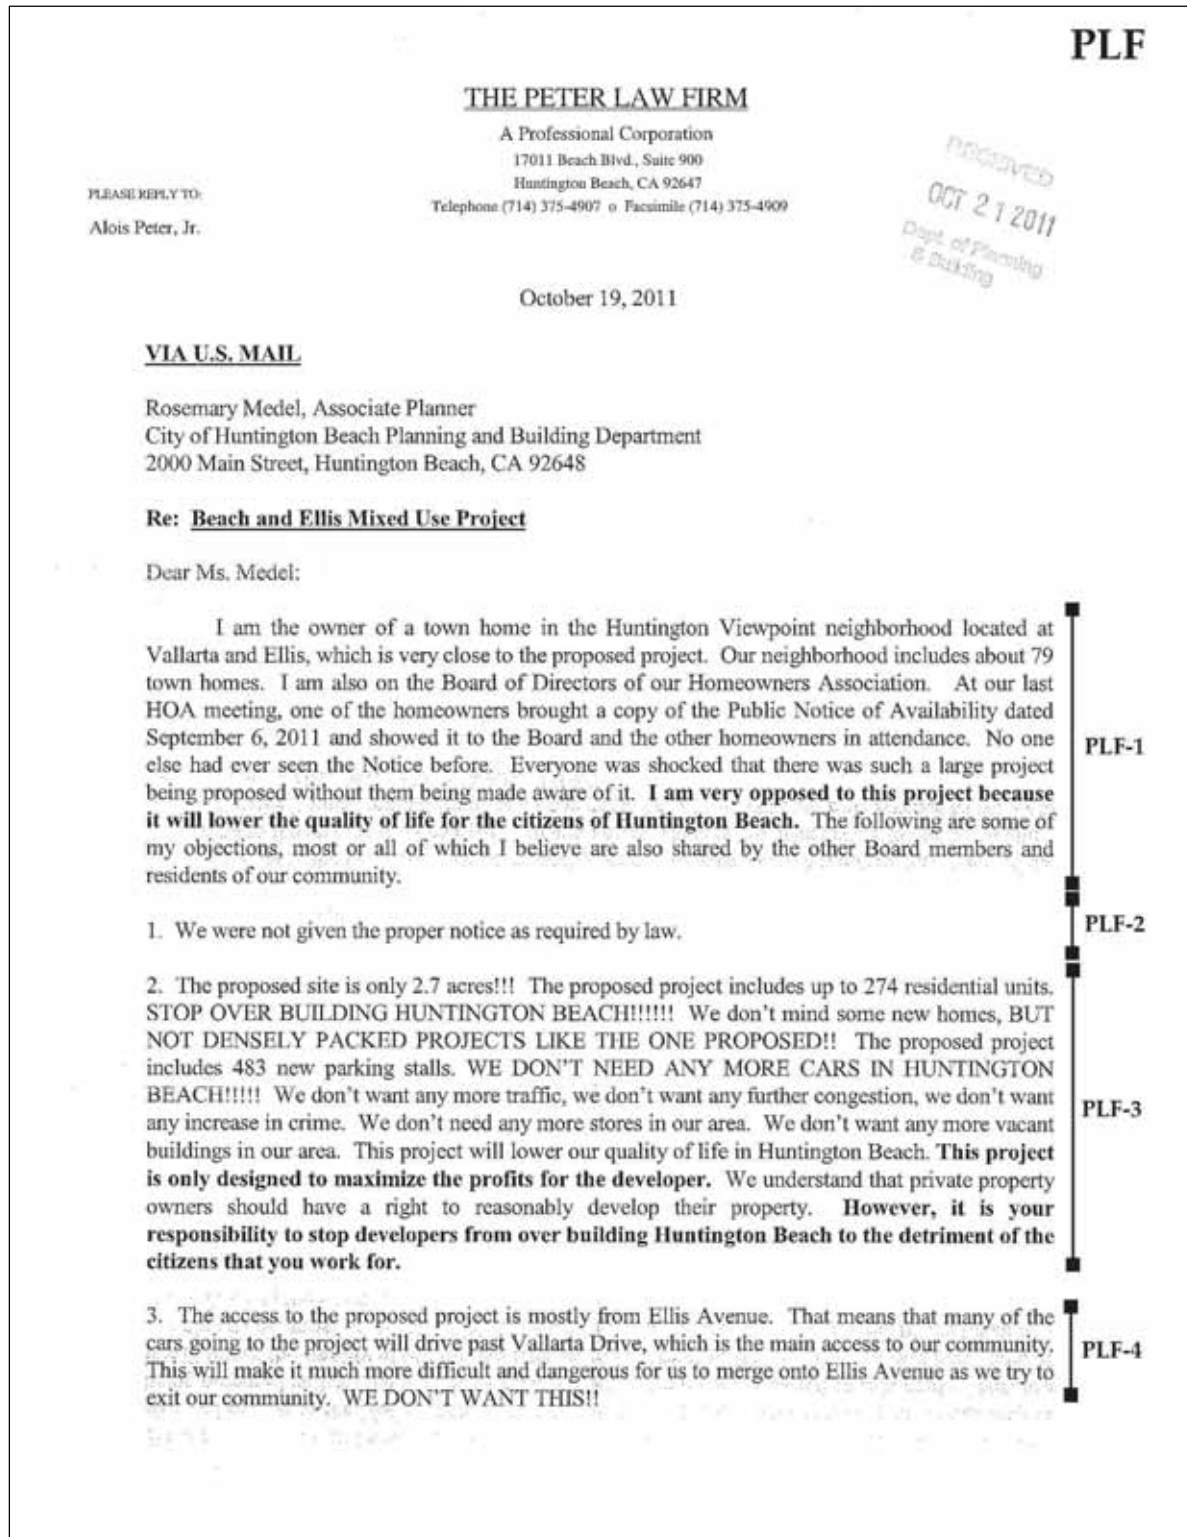 PLF
THE PETER LAW FIRM
A Professional Corporation
17011 Beach Blvd., Suite 900
Huntington Beach, CA 92647
Telephone (714) 375-4907 o Facsimile (714) 375-4909
PLEASE REPLY TO:
Alois Peter, Jr.
RECEIVED
OCT 21 2011
Dept. of Planning
& Building
October 19, 2011
VIA U.S. MAIL
Rosemary Medel, Associate Planner
City of Huntington Beach Planning and Building Department
2000 Main Street, Huntington Beach, CA 92648
Re: Beach and Ellis Mixed Use Project
Dear Ms. Medel:
I am the owner of a town home in the Huntington Viewpoint neighborhood located at
Vallarta and Ellis, which is very close to the proposed project. Our neighborhood includes about 79
town homes. I am also on the Board of Directors of our Homeowners Association. At our last
HOA meeting, one of the homeowners brought a copy of the Public Notice of Availability dated
September 6, 2011 and showed it to the Board and the other homeowners in attendance. No one
else had ever seen the Notice before. Everyone was shocked that there was such a large project
being proposed without them being made aware of it. I am very opposed to this project because
it will lower the quality of life for the citizens of Huntington Beach. The following are some of
my objections, most or all of which I believe are also shared by the other Board members and
residents of our community.
PLF-1
1. We were not given the proper notice as required by law.
PLF-2
2. The proposed site is only 2.7 acres!!! The proposed project includes up to 274 residential units.
STOP OVER BUILDING HUNTINGTON BEACH!!!!!! We don't mind some new homes, BUT
NOT DENSELY PACKED PROJECTS LIKE THE ONE PROPOSED!! The proposed project
includes 483 new parking stalls. WE DON'T NEED ANY MORE CARS IN HUNTINGTON
BEACH!!!!! We don't want any more traffic, we don't want any further congestion, we don't want
any increase in crime. We don't need any more stores in our area. We don't want any more vacant
buildings in our area. This project will lower our quality of life in Huntington Beach. This project
is only designed to maximize the profits for the developer. We understand that private property
owners should have a right to reasonably develop their property. However, it is your
responsibility to stop developers from over building Huntington Beach to the detriment of the
citizens that you work for.
PLF-3
3. The access to the proposed project is mostly from Ellis Avenue. That means that many of the
cars going to the project will drive past Vallarta Drive, which is the main access to our community.
This will make it much more difficult and dangerous for us to merge onto Ellis Avenue as we try to
exit our community. WE DON'T WANT THIS!!
PLF-4